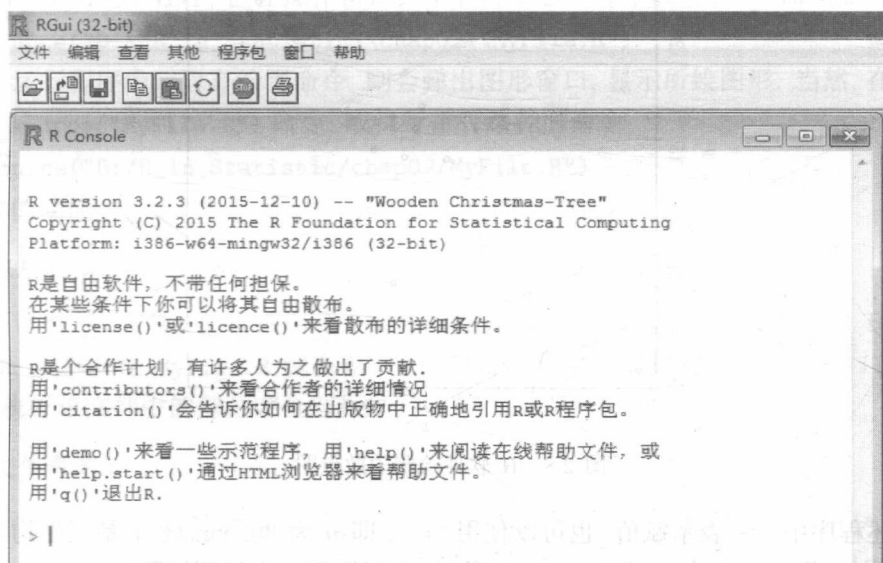 RGui (32-bit)
文件 编辑 查看 其他 程序包 窗口 帮助
STOP
R Console
R version 3.2.3 (2015-12-10) -- "Wooden Christmas-Tree"
Copyright (C) 2015 The R Foundation for Statistical Computing
Platform: i386-w64-mingw32/i386 (32-bit)
R是自由软件，不带任何担保。
在某些条件下你可以将其自由散布。
用'license()'或'licence()'来看散布的详细条件。
R是个合作计划，有许多人为之做出了贡献.
用'contributors()'来看合作者的详细情况
用'citation()'会告诉你如何在出版物中正确地引用R或R程序包。
用'demo()'来看一些示范程序，用'help()'来阅读在线帮助文件，或
用'help.start()'通过HTML浏览器来看帮助文件。
用'q()'退出R.
>